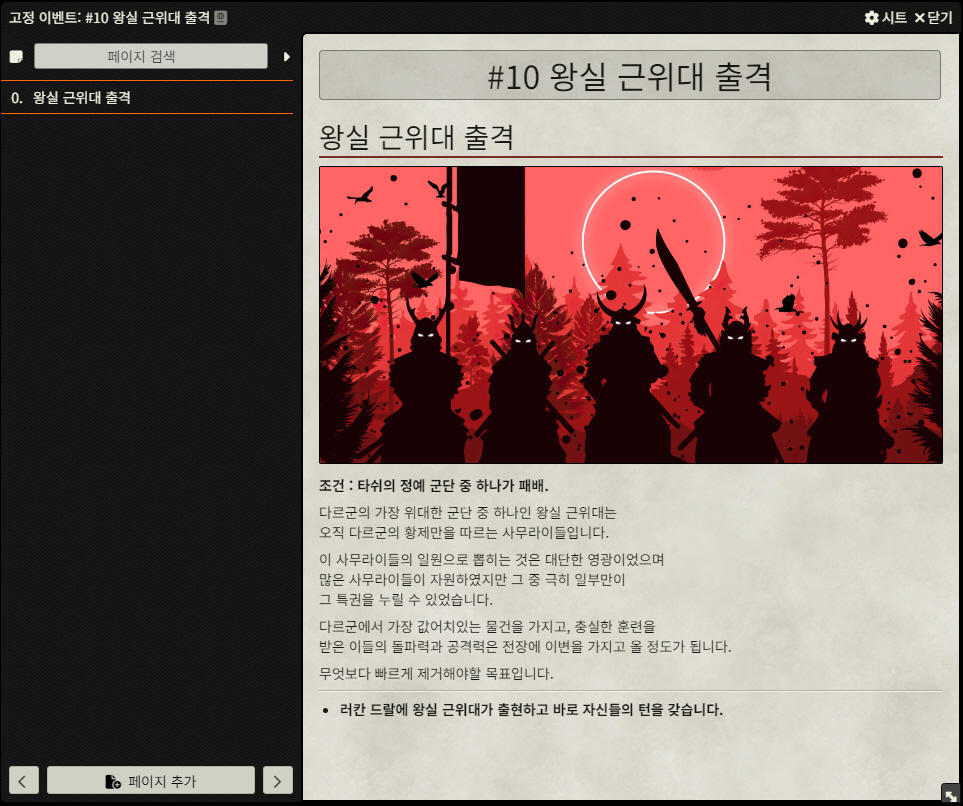 고정 이벤트: #10 왕실 근위대 출격
시트 닫기
페이지 검색
0. 왕실 근위대 출격
#10 왕실 근위대 출격
왕실 근위대 출격
조건 : 타쉬의 정예 군단 중 하나가 패배.
다르군의 가장 위대한 군단 중 하나인 왕실 근위대는
오직 다르군의 황제만을 따르는 사무라이들입니다.
이 사무라이들의 일원으로 뽑히는 것은 대단한 영광이었으며
많은 사무라이들이 자원하였지만 그 중 극히 일부만이
그 특권을 누릴 수 있었습니다.
다르군에서 가장 값어치있는 물건을 가지고, 충실한 훈련을
받은 이들의 돌파력과 공격력은 전장에 이변을 가지고 올 정도가 됩니다.
무엇보다 빠르게 제거해야할 목표입니다.
• 러칸 드랄에 왕실 근위대가 출현하고 바로 자신들의 턴을 갖습니다.
페이지 추가